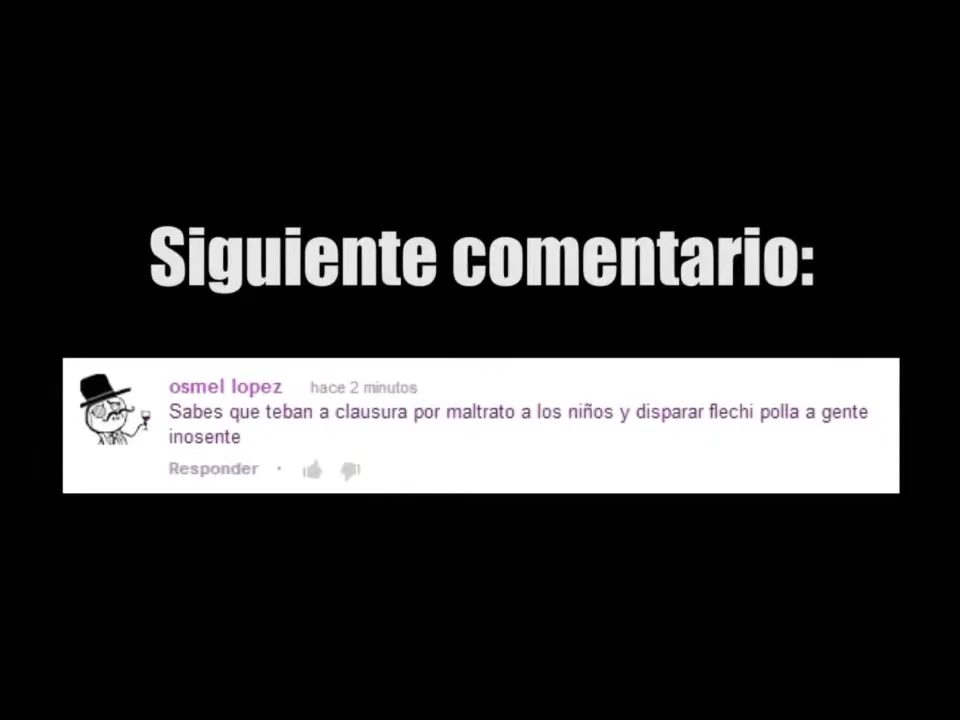 Siguiente comentario:
osmel lopez hace 2 minutos
Sabes que teban a clausura por maltrato a los niños y disparar flechi polla a gente
inosente
Responder ·